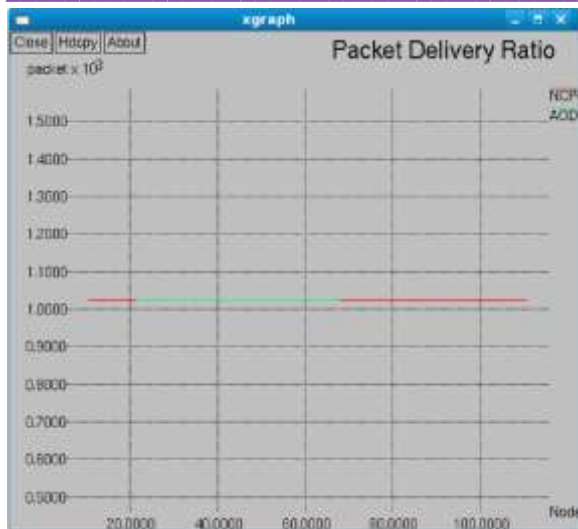 xgraph
Close Hdcpy About
Packet Delivery Ratio
packet x 10³
NCP
AOD
1.5000
1.4000
1.3000
1.2000
1.1000
1.0000
0.9000
0.8000
0.7000
0.6000
0.5000
Node
20.0000 40.0000 60.0000 80.0000 100.0000